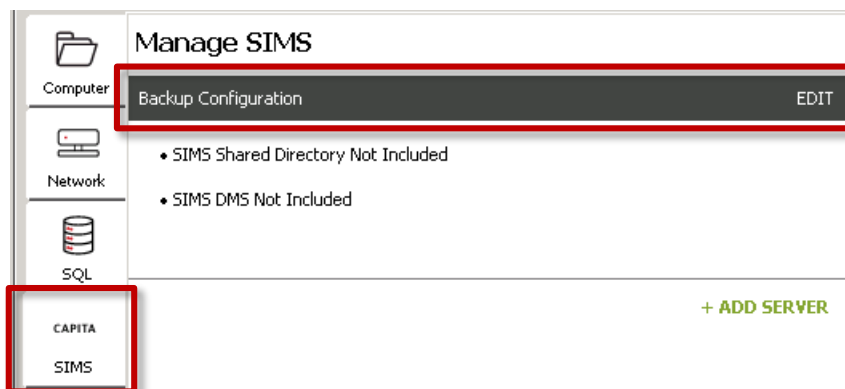 Manage SIMS
Computer
Backup Configuration EDIT
• SIMS Shared Directory Not Included
Network
• SIMS DMS Not Included
SQL
+ ADD SERVER
CAPITA
SIMS